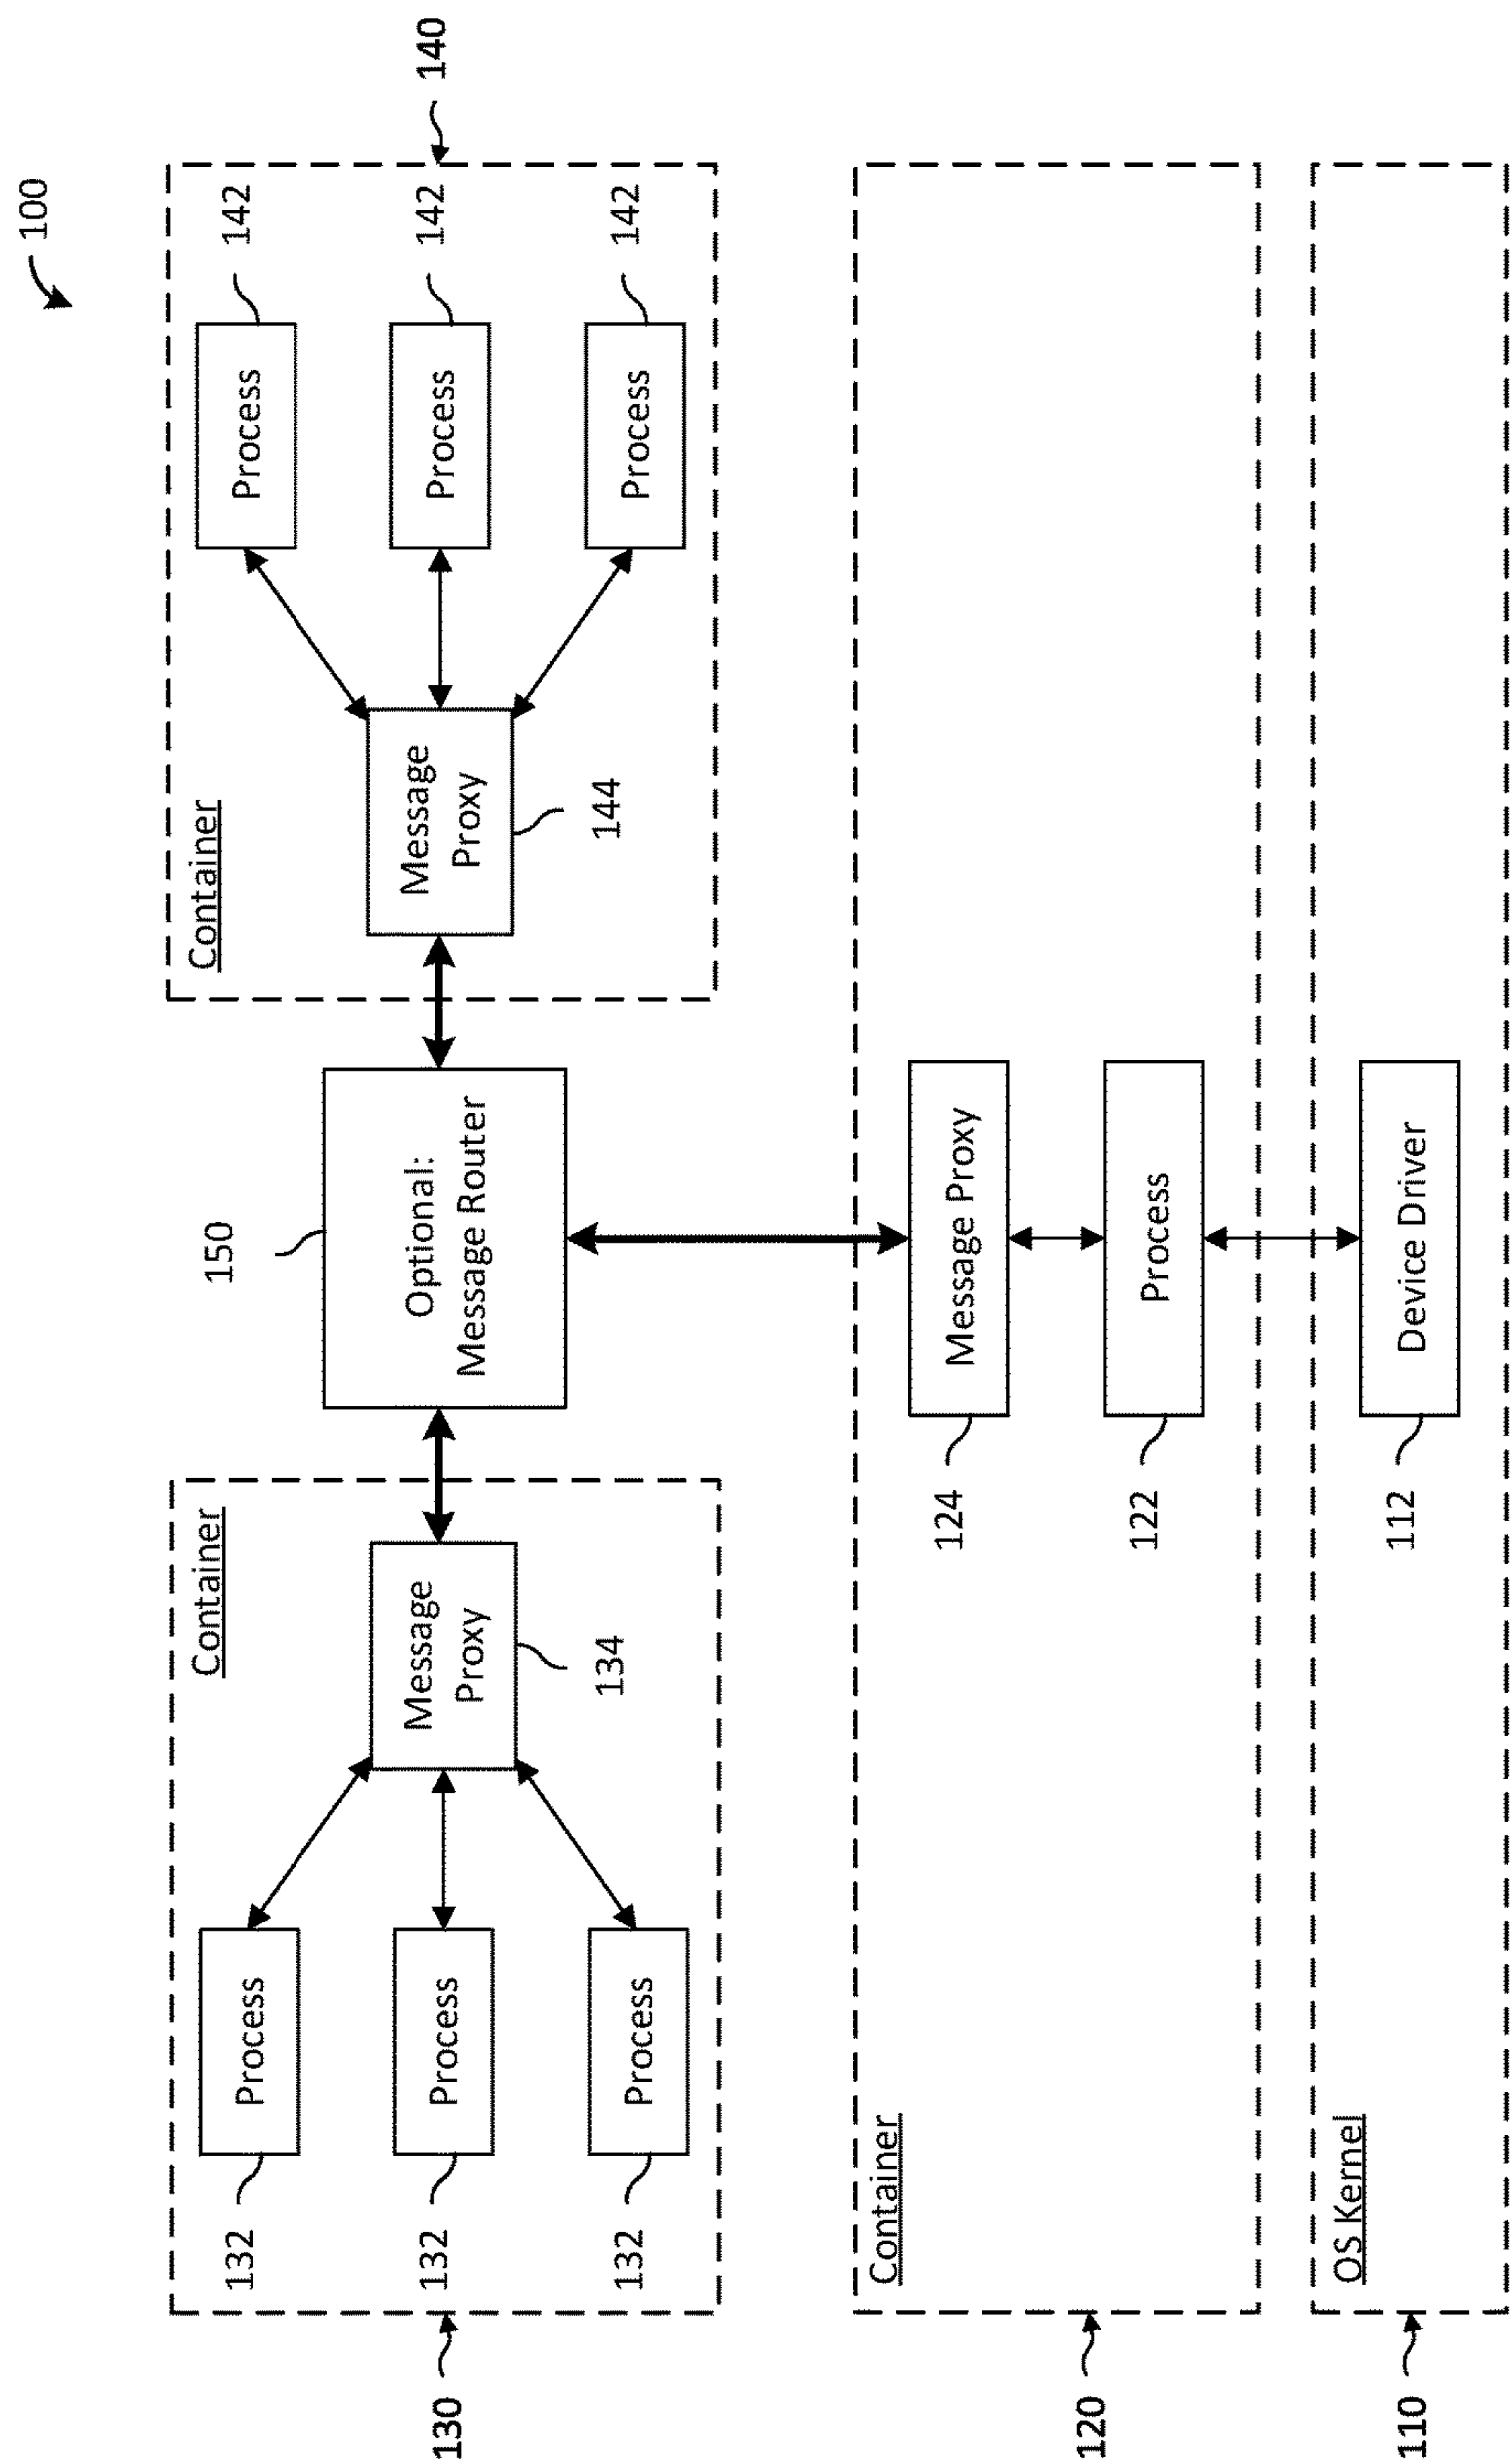 100
Container
Process
132
Process
132
Process
132
Message
Proxy
134
130
150
Optional:
Message Router
Container
Message
Proxy
144
Process
142
Process
142
Process
142
140
Container
Message Proxy
124
Process
122
120
OS Kernel
Device Driver
112
110